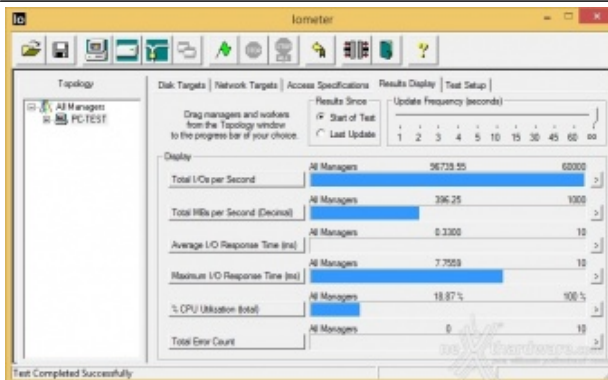 Io
Iometer
Topology
All Managers
PC-TEST
Disk Targets
Network Targets
Access Specifications
Results Display
Test Setup
Drag managers and workers
from the Topology window
to the progress bar of your choice.
Results Since
Start of Test
Last Update
Update Frequency (seconds)
1 2 3 4 5 10 15 30 45 60 ∞
Display
All Managers 96735.55 60000
Total I/Os per Second
All Managers 396.25 1000
Total MBs per Second (Decimal)
All Managers 0.3300 10
Average I/O Response Time (ms)
All Managers 7.7559 10
Maximum I/O Response Time (ms)
All Managers 18.87 % 100 %
% CPU Utilization (total)
All Managers 0 10
Total Error Count
Test Completed Successfully